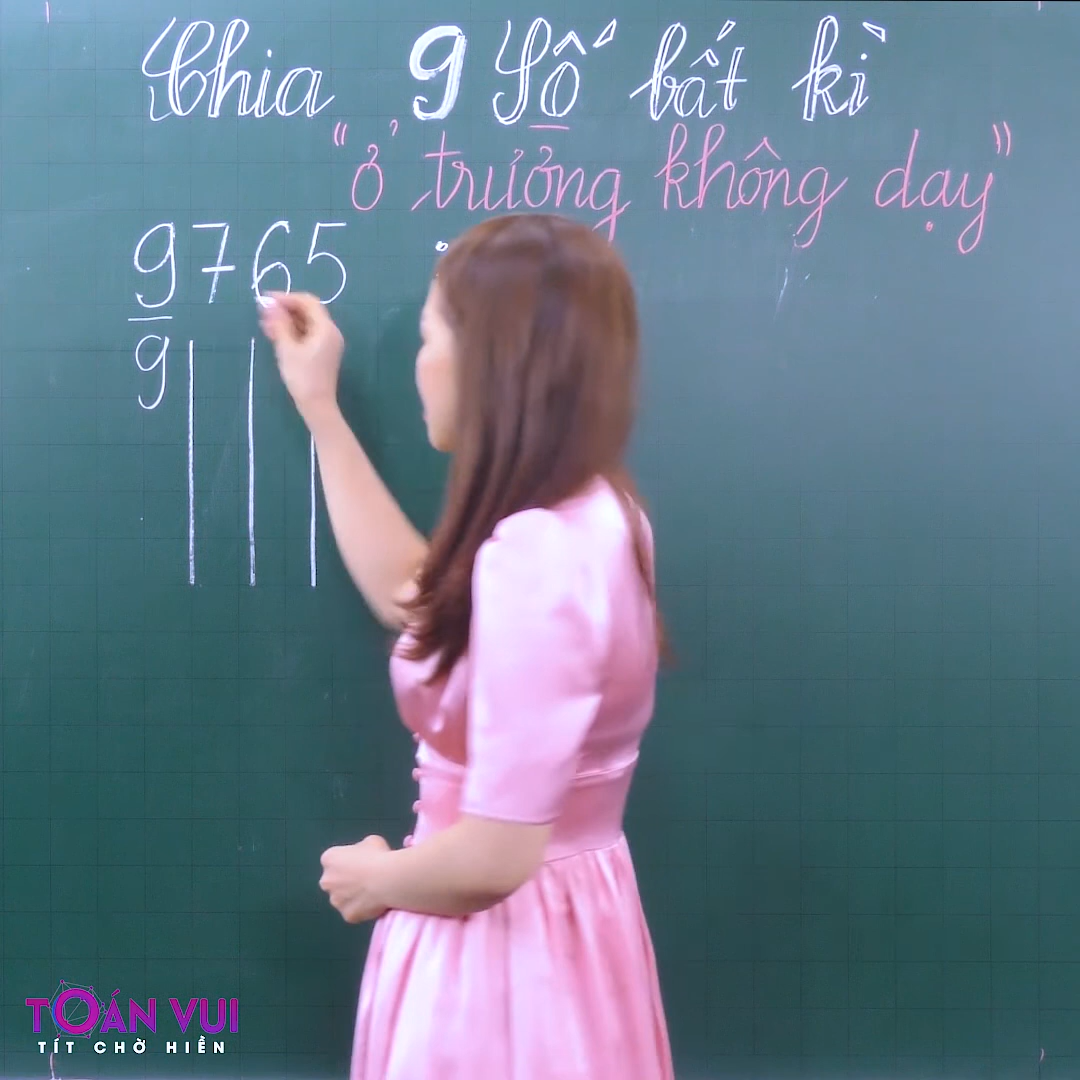 Chia 9 số bất kì
"ở trường không dạy"
9765
9
TOÁN VUI
TÍT CHỜ HIỀN